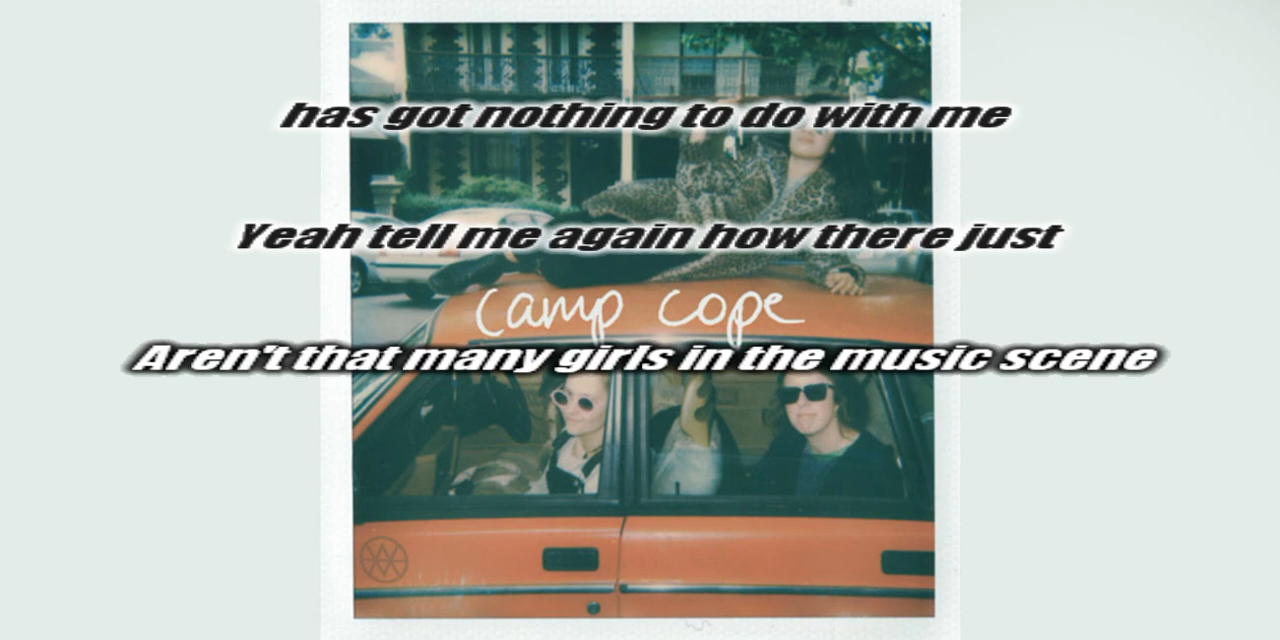 has got nothing to do with me
Yeah tell me again how there just
camp cope
Aren't that many girls in the music scene